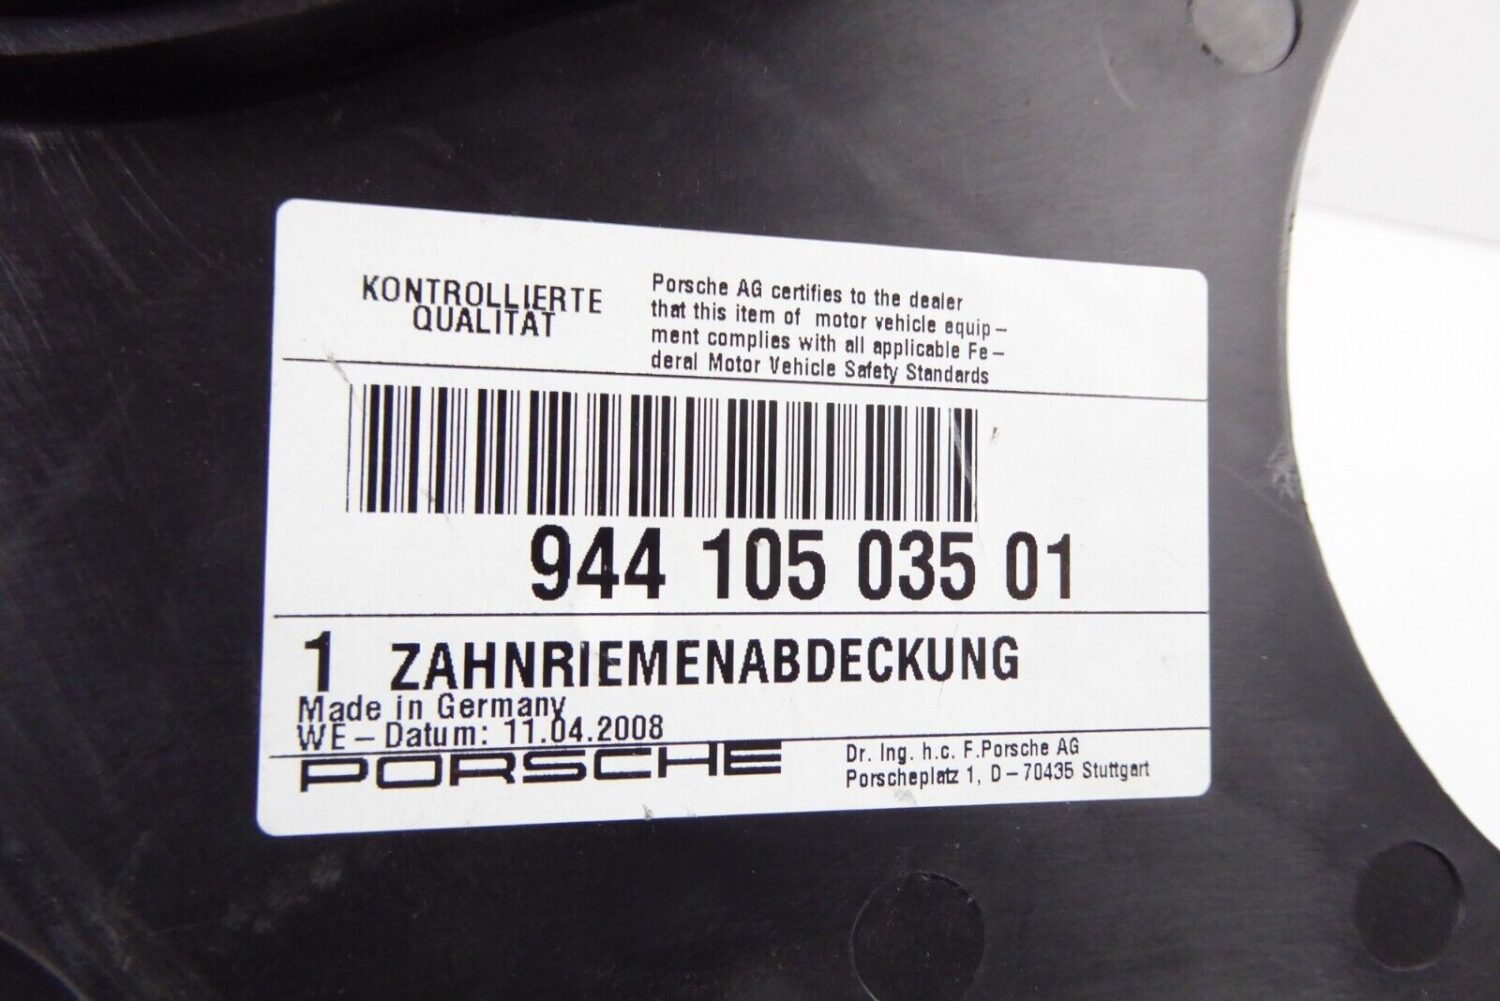 KONTROLLIERTE
QUALITÄT
Porsche AG certifies to the dealer
that this item of motor vehicle equip-
ment complies with all applicable Fe-
deral Motor Vehicle Safety Standards
944 105 035 01
1 ZAHNRIEMENABDECKUNG
Made in Germany
WE-Datum: 11.04.2008
PORSCHE
Dr. Ing. h.c. F.Porsche AG
Porscheplatz 1, D-70435 Stuttgart